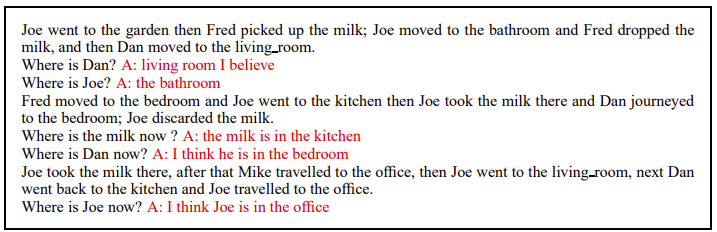 Joe went to the garden then Fred picked up the milk; Joe moved to the bathroom and Fred dropped the
milk, and then Dan moved to the living_room.
Where is Dan? A: living room I believe
Where is Joe? A: the bathroom
Fred moved to the bedroom and Joe went to the kitchen then Joe took the milk there and Dan journeyed
to the bedroom; Joe discarded the milk.
Where is the milk now ? A: the milk is in the kitchen
Where is Dan now? A: I think he is in the bedroom
Joe took the milk there, after that Mike travelled to the office, then Joe went to the living_room, next Dan
went back to the kitchen and Joe travelled to the office.
Where is Joe now? A: I think Joe is in the office